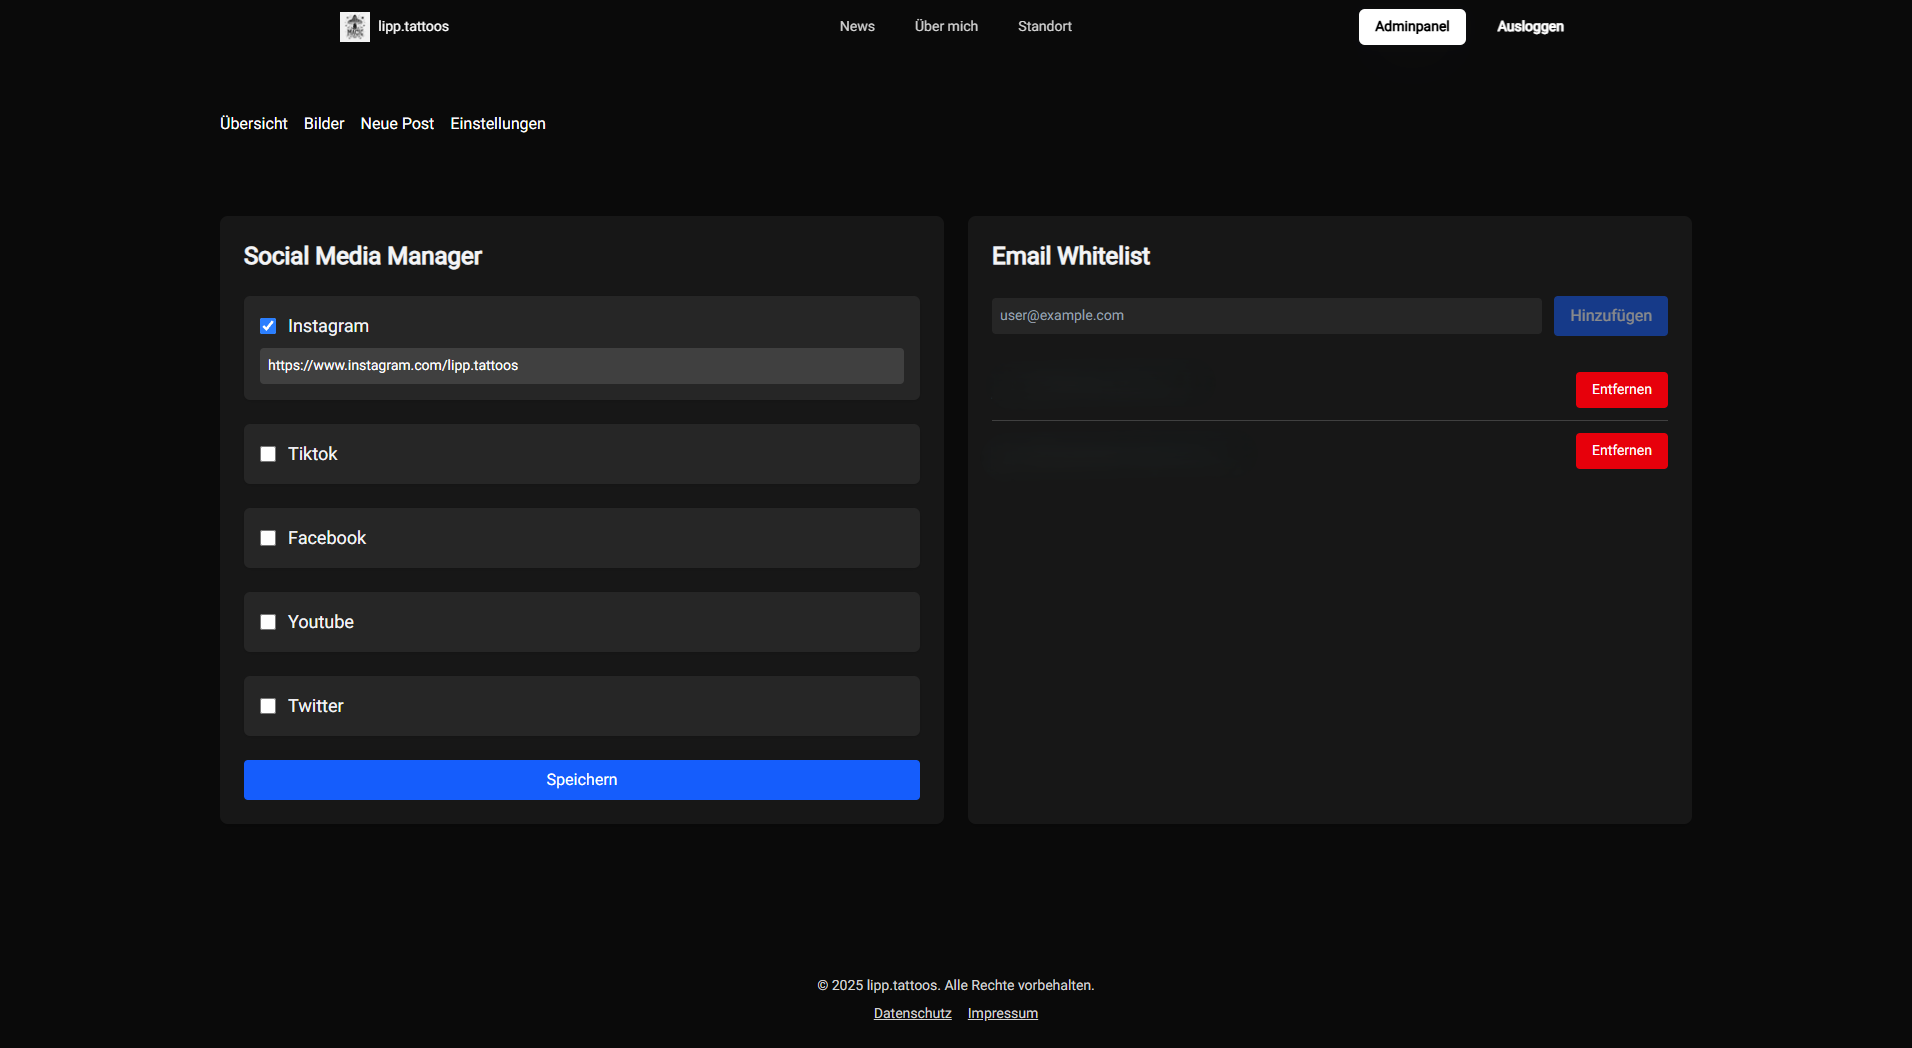 lipp.tattoos
News
Über mich
Standort
Adminpanel
Ausloggen
Übersicht
Bilder
Neue Post
Einstellungen
Social Media Manager
Instagram
https://www.instagram.com/lipp.tattoos
Tiktok
Facebook
Youtube
Twitter
Speichern
Email Whitelist
user@example.com
Hinzufügen
Entfernen
Entfernen
© 2025 lipp.tattoos. Alle Rechte vorbehalten.
Datenschutz
Impressum